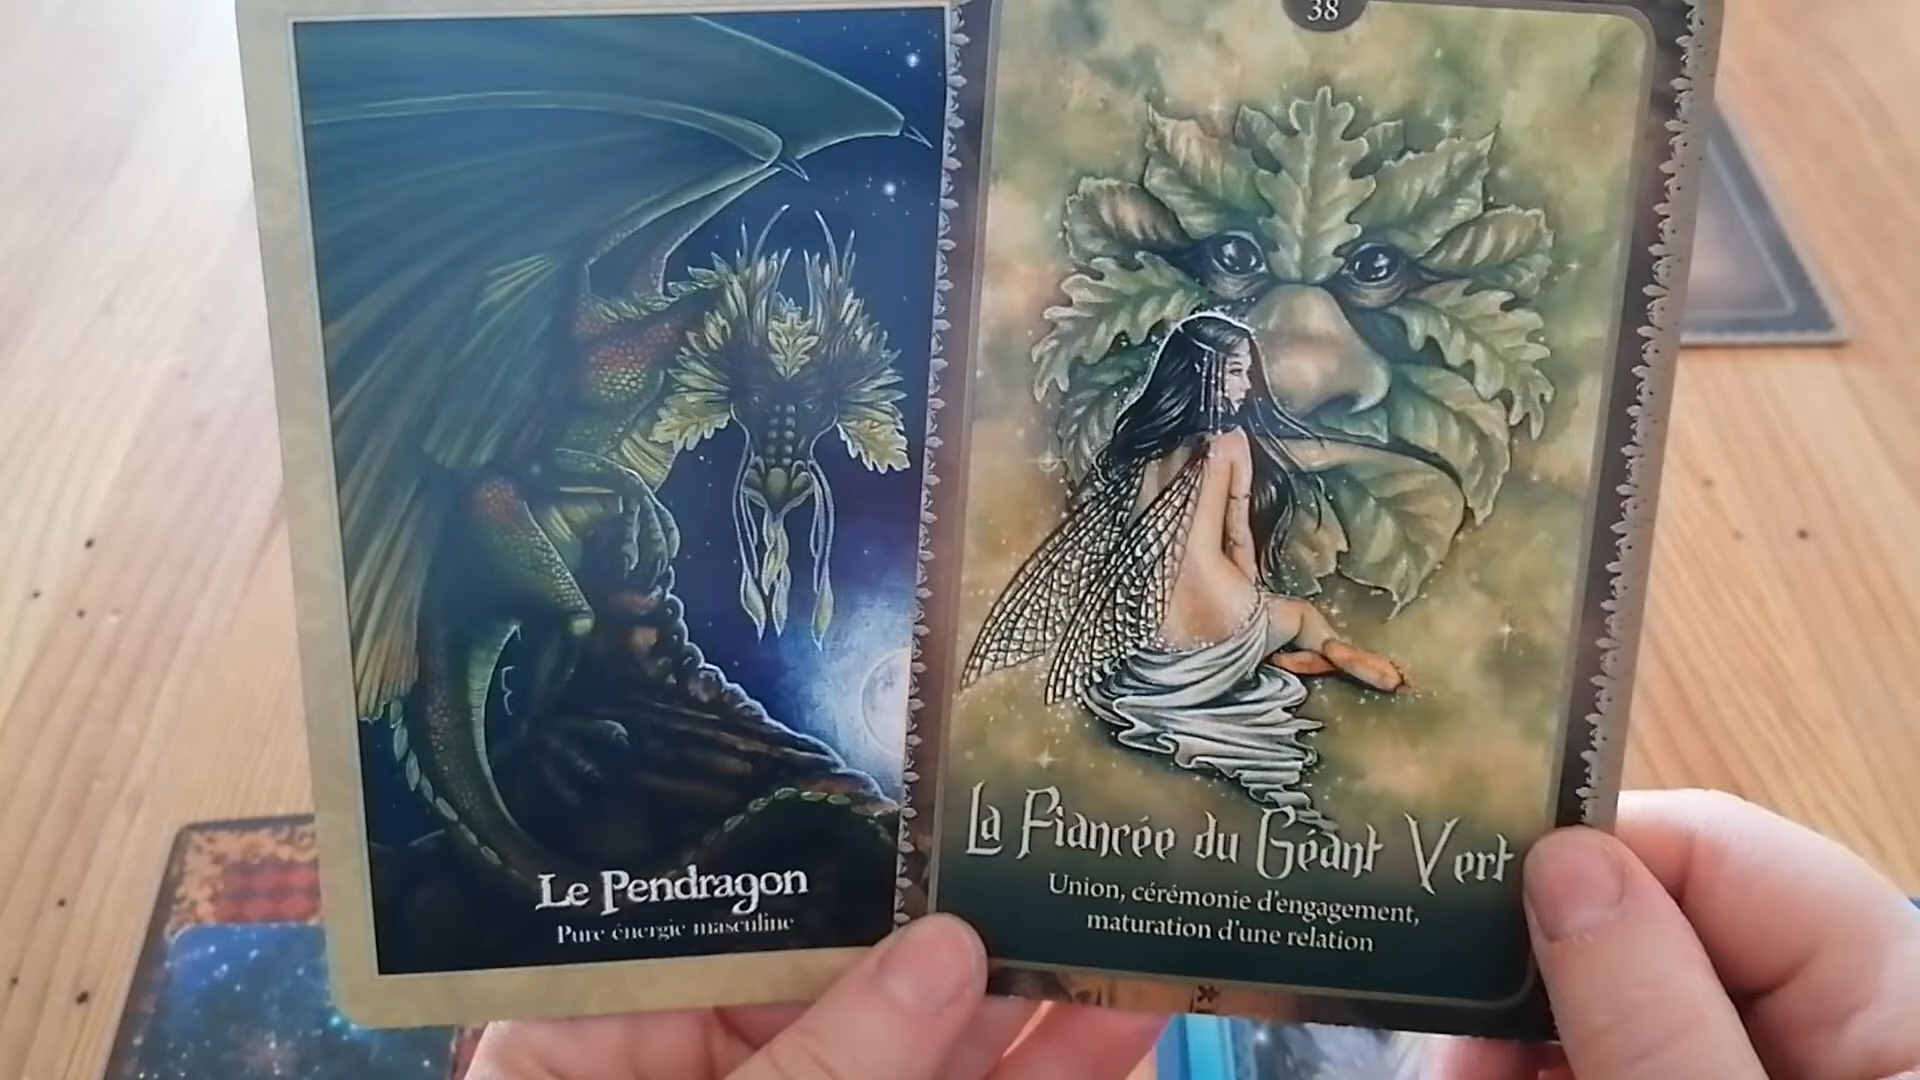 Le Pendragon
Pure énergie masculine
38
La Fiancée du Géant Vert
Union, cérémonie d'engagement,
maturation d'une relation